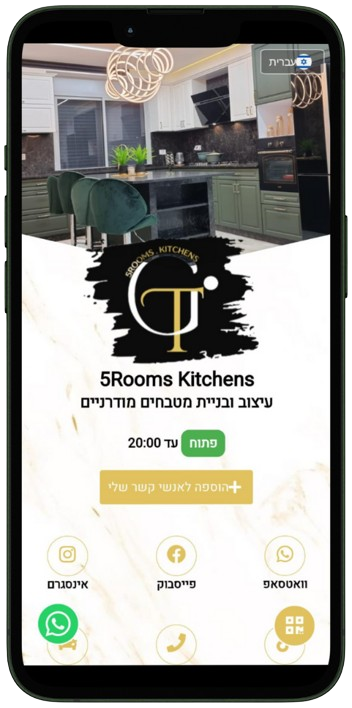 עברית
5ROOMS KITCHENS
GT
5Rooms Kitchens
עיצוב ובניית מטבחים מודרניים
פתוח עד 20:00
הוספה לאנשי קשר שלי
וואטסאפ פייסבוק אינסגרם